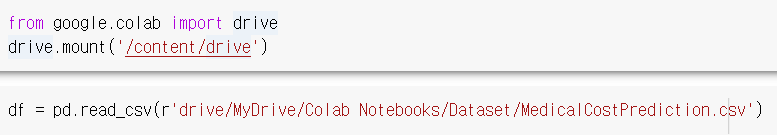 from google.colab import drive
drive.mount('/content/drive')
df = pd.read_csv(r'drive/MyDrive/Colab Notebooks/Dataset/MedicalCostPrediction.csv')